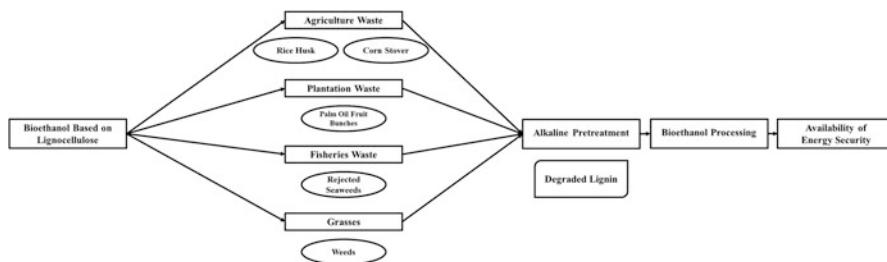 Bioethanol Based on
Lignocellulose
Agriculture Waste
Rice Husk
Corn Stover
Plantation Waste
Palm Oil Fruit
Bunches
Fisheries Waste
Rejected
Seaweeds
Grasses
Weeds
Alkaline Pretreatment
Degraded Lignin
Bioethanol Processing
Availability of
Energy Security